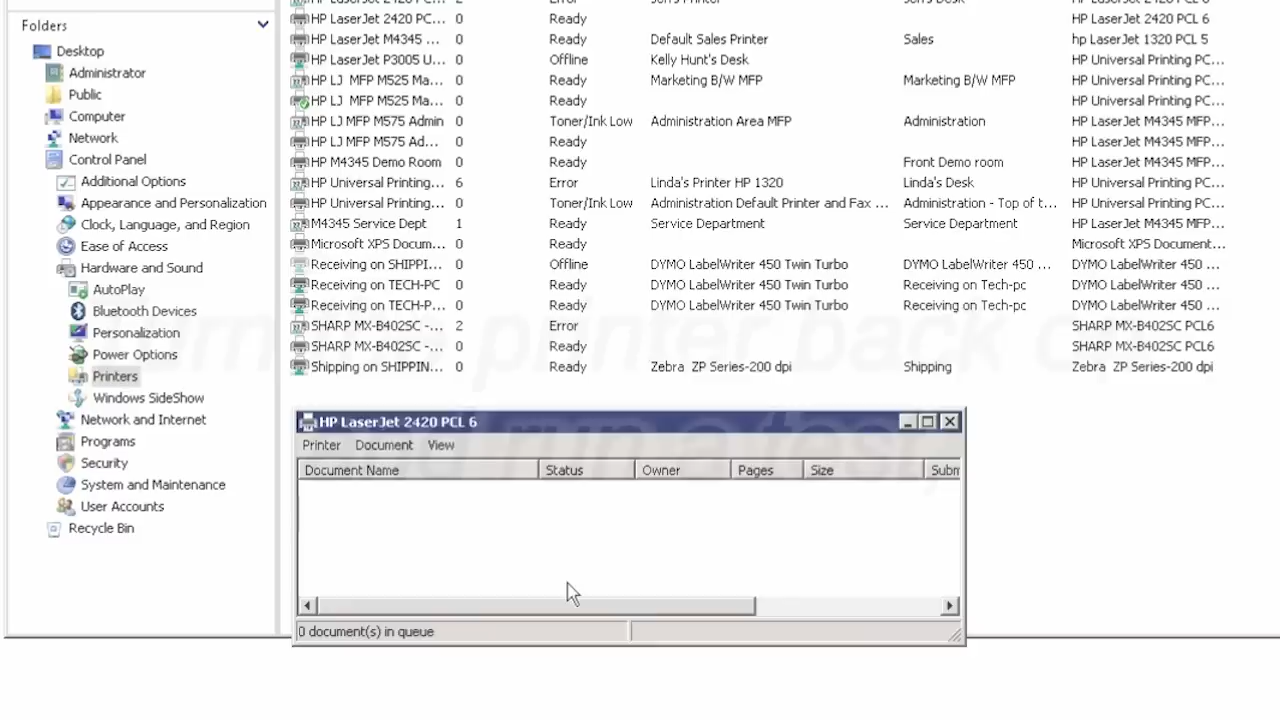 Folders
Desktop
Administrator
Public
Computer
Network
Control Panel
Additional Options
Appearance and Personalization
Clock, Language, and Region
Ease of Access
Hardware and Sound
AutoPlay
Bluetooth Devices
Personalization
Power Options
Printers
Windows SideShow
Network and Internet
Programs
Security
System and Maintenance
User Accounts
Recycle Bin
HP LaserJet 2420 PC... 0 Ready HP LaserJet 2420 PCL 6
HP LaserJet M4345 ... 0 Ready Default Sales Printer Sales hp LaserJet 1320 PCL 5
HP LaserJet P3005 U... 0 Offline Kelly Hunt's Desk HP Universal Printing PC...
HP LJ MFP M525 Ma... 0 Ready Marketing B/W MFP Marketing B/W MFP HP Universal Printing PC...
HP LJ MFP M525 Ma... 0 Ready HP Universal Printing PC...
HP LJ MFP M575 Admin 0 Toner/Ink Low Administration Area MFP Administration HP LaserJet M4345 MFP...
HP LJ MFP M575 Ad... 0 Ready HP LaserJet M4345 MFP...
HP M4345 Demo Room 0 Ready Front Demo room HP LaserJet M4345 MFP...
HP Universal Printing... 6 Error Linda's Printer HP 1320 Linda's Desk HP Universal Printing PC...
HP Universal Printing... 0 Toner/Ink Low Administration Default Printer and Fax ... Administration - Top of t... HP Universal Printing PC...
M4345 Service Dept 1 Ready Service Department Service Department HP LaserJet M4345 MFP...
Microsoft XPS Docum... 0 Ready Microsoft XPS Document...
Receiving on SHIPPI... 0 Offline DYMO LabelWriter 450 Twin Turbo DYMO LabelWriter 450 ... DYMO LabelWriter 450 ...
Receiving on TECH-PC 0 Ready DYMO LabelWriter 450 Twin Turbo Receiving on Tech-pc DYMO LabelWriter 450 ...
Receiving on TECH-P... 0 Ready DYMO LabelWriter 450 Twin Turbo Receiving on Tech-pc DYMO LabelWriter 450 ...
SHARP MX-B402SC -... 2 Error SHARP MX-B402SC PCL6
SHARP MX-B402SC -... 0 Ready SHARP MX-B402SC PCL6
Shipping on SHIPPIN... 0 Ready Zebra ZP Series-200 dpi Shipping Zebra ZP Series-200 dpi
printer back
run a test
HP LaserJet 2420 PCL 6
Printer Document View
Document Name Status Owner Pages Size Subm
0 document(s) in queue